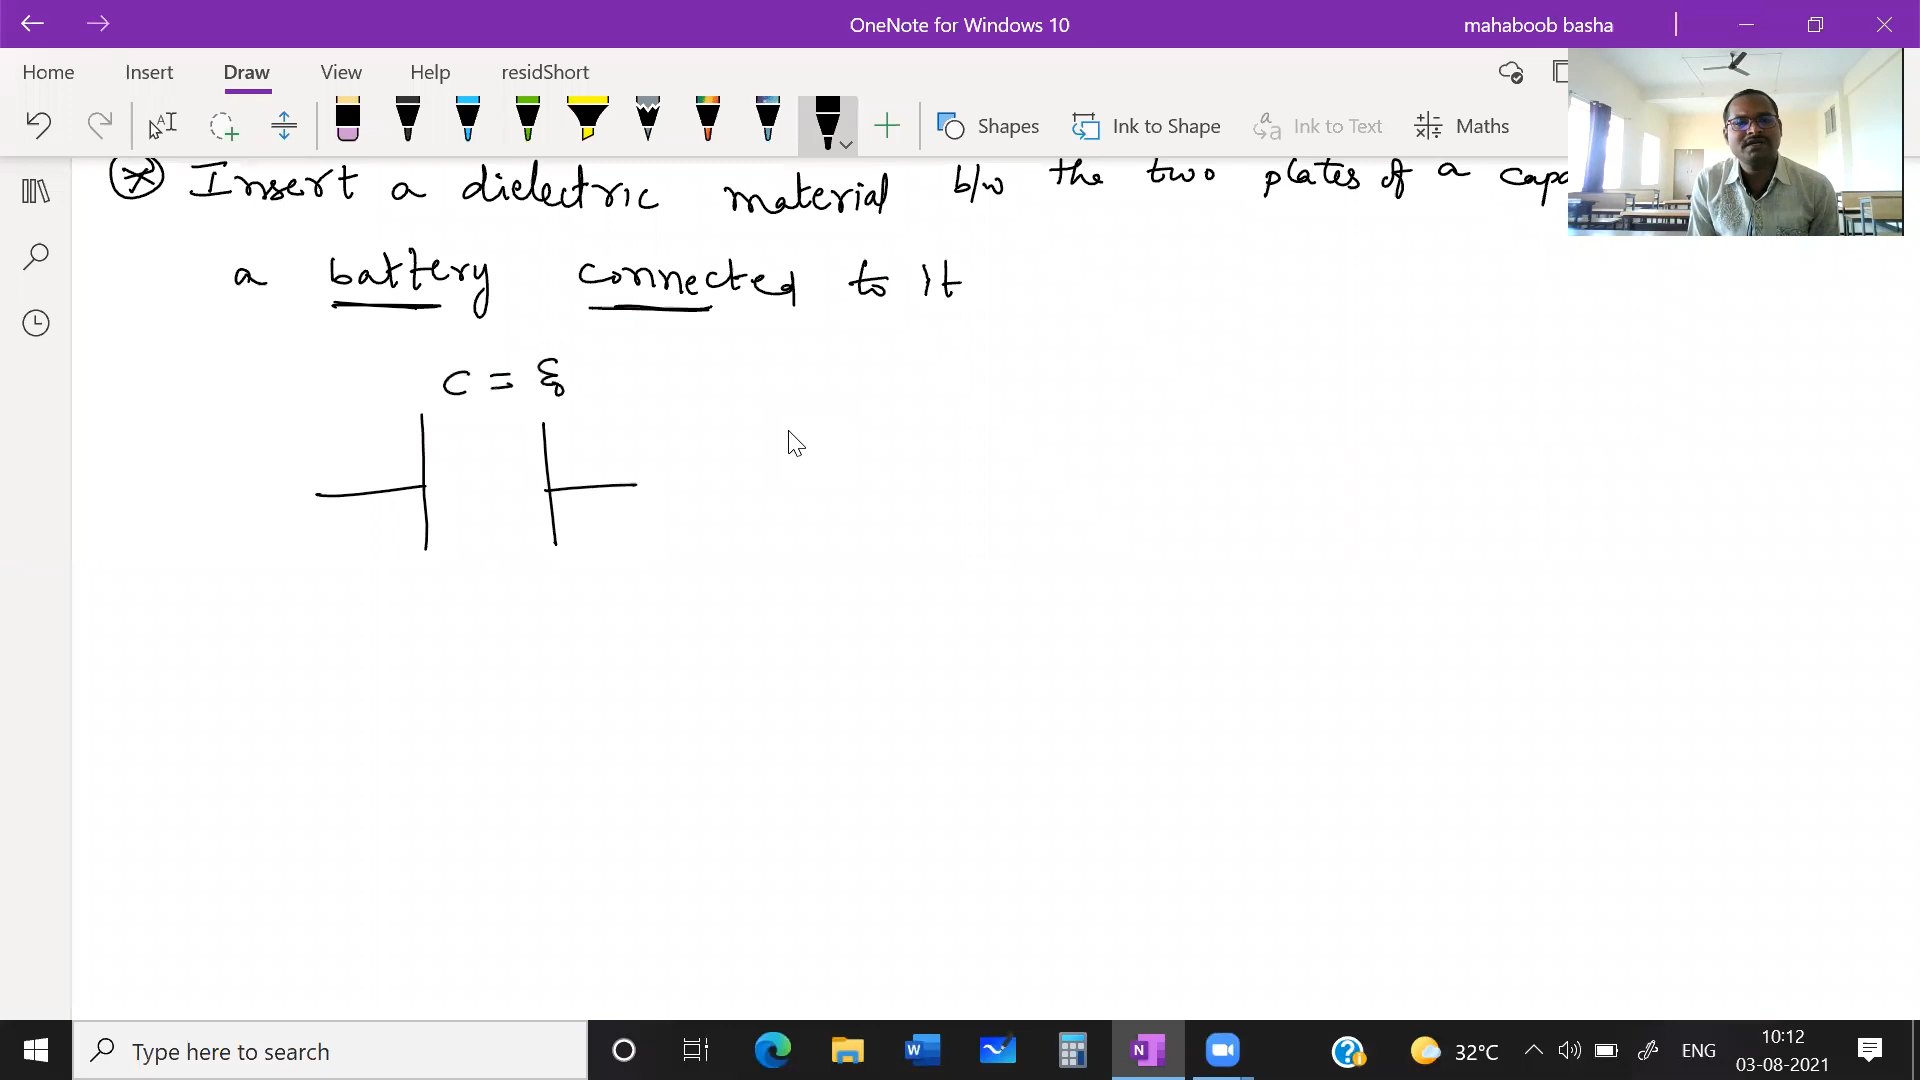 OneNote for Windows 10
mahaboob basha
Home Insert Draw View Help residShort
Shapes Ink to Shape Ink to Text Maths
Insert a dielectric material b/w the two plates of a capa
a battery connected to it
C = ε₀
Type here to search
32°C ENG 10:12
03-08-2021